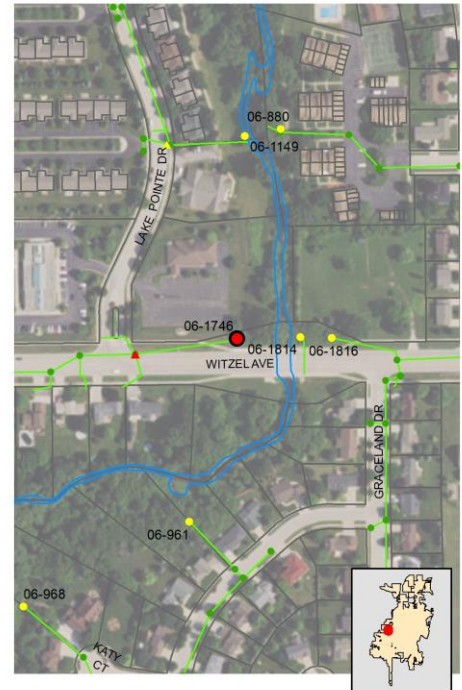 06-880
06-1149
LAKE POINTE DR
06-1746
06-1814
06-1816
WITZEL AVE
GRACELAND DR
06-961
06-968
KATY CT